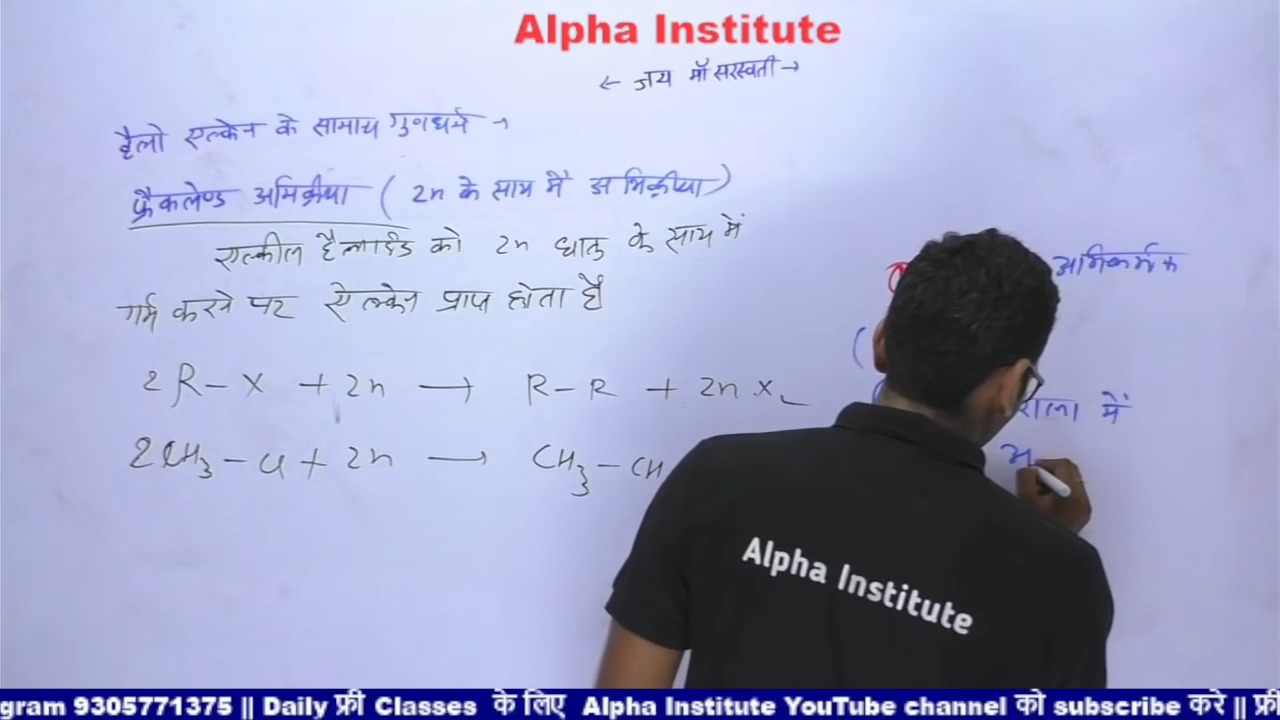 Alpha Institute
← जय माँ सरस्वती →
हैलो एल्केन के सामान्य गुणधर्म →
फ्रैंकलेण्ड अभिक्रीया ( Zn के साथ में अभिक्रीया )
एल्कील हैलाईड को Zn धातु के साथ में
गर्म करने पर ऐल्केन प्राप्त होता है
अभिकर्मक
2R-X + Zn → R-R + ZnX₂
शाला में
2CH₃-Cl + Zn → CH₃-CH
Alpha Institute
gram 9305771375 || Daily फ्री Classes के लिए Alpha Institute YouTube channel को subscribe करे || फ्री